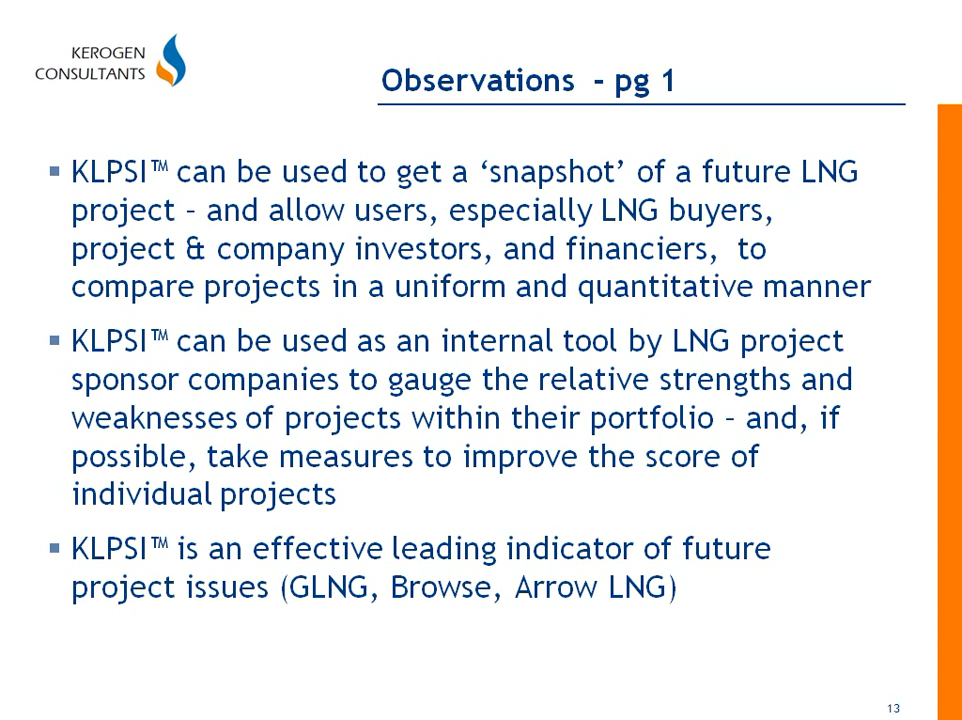 KEROGEN
CONSULTANTS
Observations - pg 1
▪ KLPSI™ can be used to get a ‘snapshot’ of a future LNG
project – and allow users, especially LNG buyers,
project & company investors, and financiers, to
compare projects in a uniform and quantitative manner
▪ KLPSI™ can be used as an internal tool by LNG project
sponsor companies to gauge the relative strengths and
weaknesses of projects within their portfolio – and, if
possible, take measures to improve the score of
individual projects
▪ KLPSI™ is an effective leading indicator of future
project issues (GLNG, Browse, Arrow LNG)
13